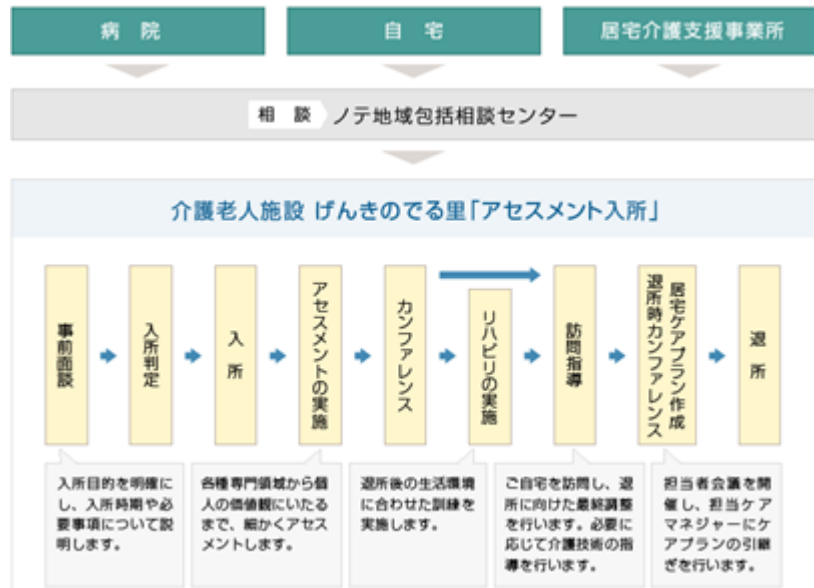 病院
自宅
居宅介護支援事業所
相談 ノテ地域包括相談センター
介護老人施設 げんきのでる里「アセスメント入所」
事前面談
入所判定
入所
アセスメントの実施
カンファレンス
リハビリの実施
訪問指導
居宅ケアプラン作成
退所時カンファレンス
退所
入所目的を明確に
し、入所時期や必
要事項について説
明します。
各種専門領域から個
人の価値観にいたる
まで、細かくアセス
メントします。
退所後の生活環境
に合わせた訓練を
実施します。
ご自宅を訪問し、退
所に向けた最終調整
を行います。必要に
応じて介護技術の指
導を行います。
担当者会議を開
催し、担当ケア
マネジャーにケ
アプランの引継
ぎを行います。